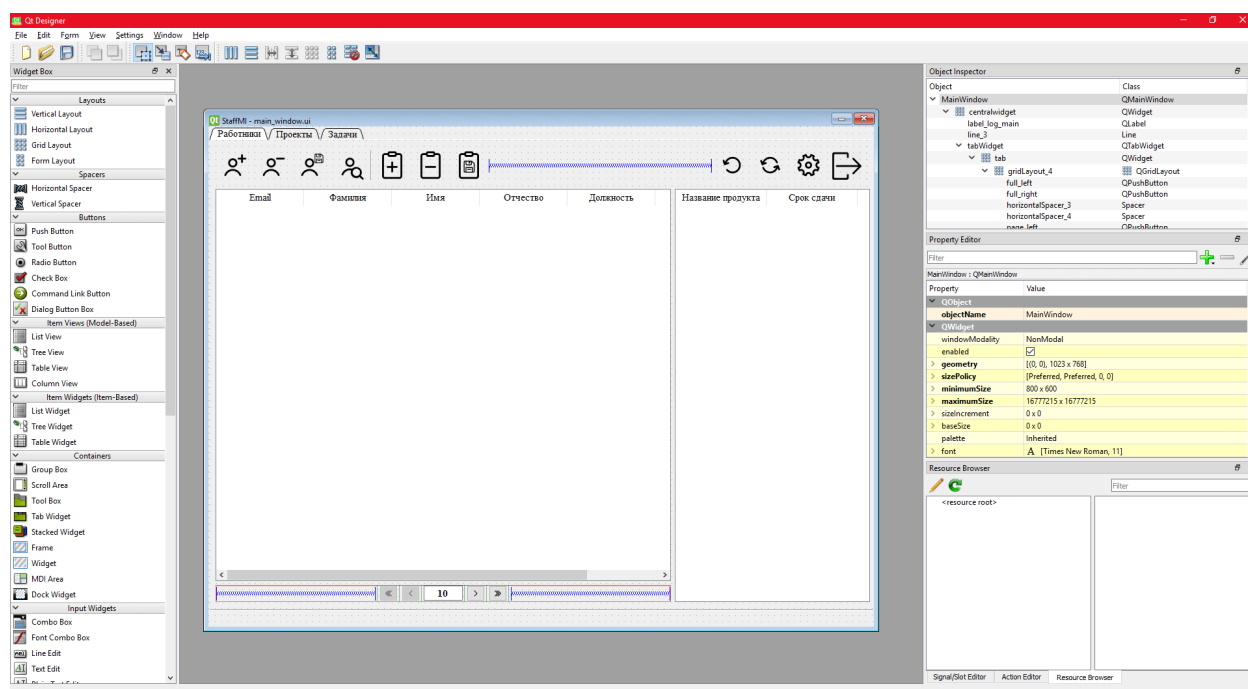 Qt Designer
File Edit Form View Settings Window Help
Widget Box
Filter
Layouts
Vertical Layout
Horizontal Layout
Grid Layout
Form Layout
Spacers
Horizontal Spacer
Vertical Spacer
Buttons
Push Button
Tool Button
Radio Button
Check Box
Command Link Button
Dialog Button Box
Item Views (Model-Based)
List View
Tree View
Table View
Column View
Item Widgets (Item-Based)
List Widget
Tree Widget
Table Widget
Containers
Group Box
Scroll Area
Tool Box
Tab Widget
Stacked Widget
Frame
Widget
MDI Area
Dock Widget
Input Widgets
Combo Box
Font Combo Box
Line Edit
Text Edit
StaffMI - main_window.ui
Работники Проекты Задачи
Email Фамилия Имя Отчество Должность
Название продукта Срок сдачи
10
Object Inspector
Object Class
MainWindow QMainWindow
centralwidget QWidget
label_log_main QLabel
line_3 Line
tabWidget QTabWidget
tab QWidget
gridLayout_4 QGridLayout
full_left QPushButton
full_right QPushButton
horizontalSpacer_3 Spacer
horizontalSpacer_4 Spacer
page_left QPushButton
Property Editor
Filter
MainWindow : QMainWindow
Property Value
QObject
objectName MainWindow
QWidget
windowModality NonModal
enabled
geometry [(0, 0), 1023 x 768]
sizePolicy [Preferred, Preferred, 0, 0]
minimumSize 800 x 600
maximumSize 16777215 x 16777215
sizeIncrement 0 x 0
baseSize 0 x 0
palette Inherited
font A [Times New Roman, 11]
Resource Browser
Filter
<resource root>
Signal/Slot Editor Action Editor Resource Browser